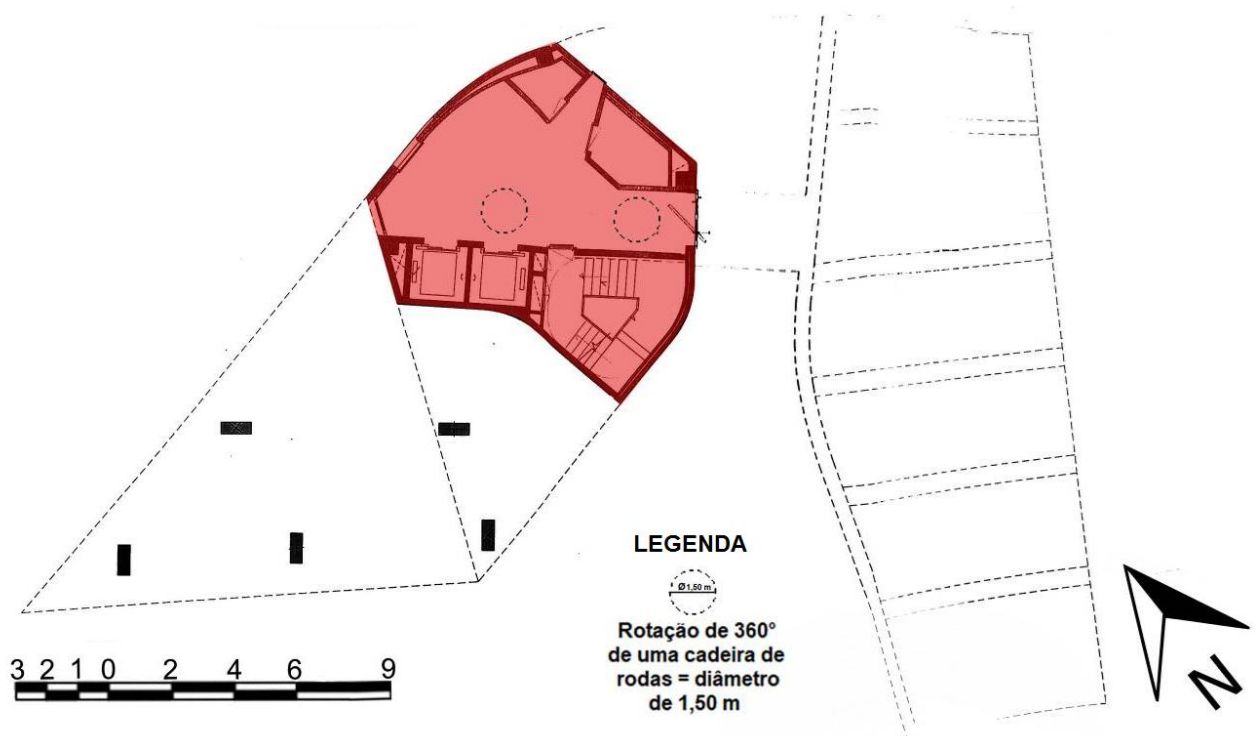 LEGENDA
Ø1,50 m
Rotação de 360°
de uma cadeira de
rodas = diâmetro
de 1,50 m
3 2 1 0 2 4 6 9
N